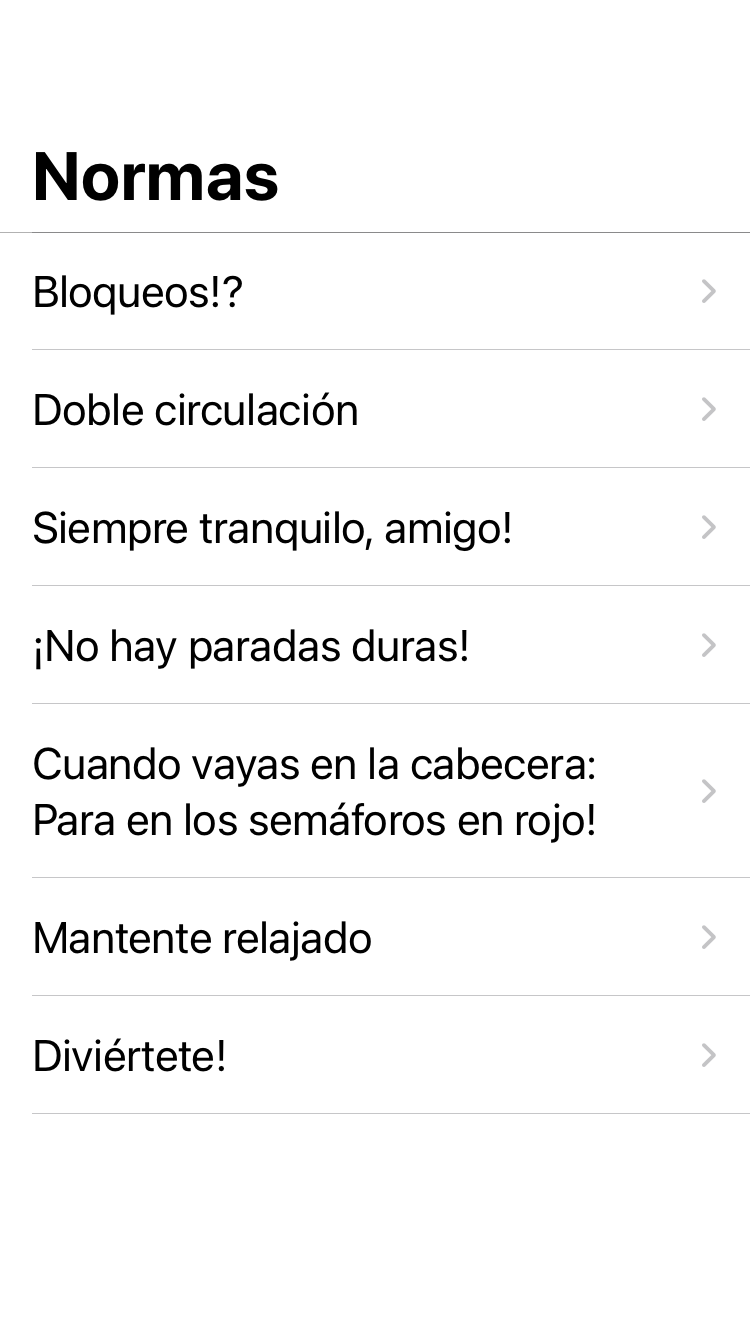 Normas
Bloqueos!?
Doble circulación
Siempre tranquilo, amigo!
¡No hay paradas duras!
Cuando vayas en la cabecera:
Para en los semáforos en rojo!
Mantente relajado
Diviértete!